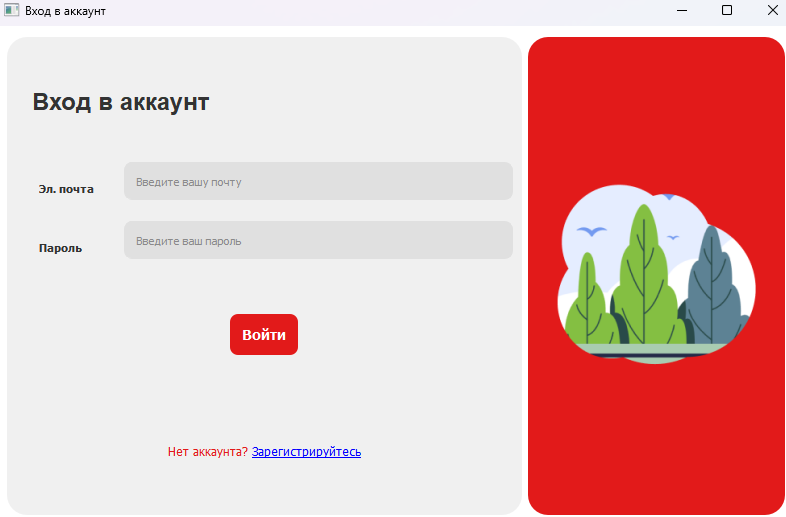 Вход в аккаунт
Вход в аккаунт
Эл. почта
Введите вашу почту
Пароль
Введите ваш пароль
Войти
Нет аккаунта? Зарегистрируйтесь